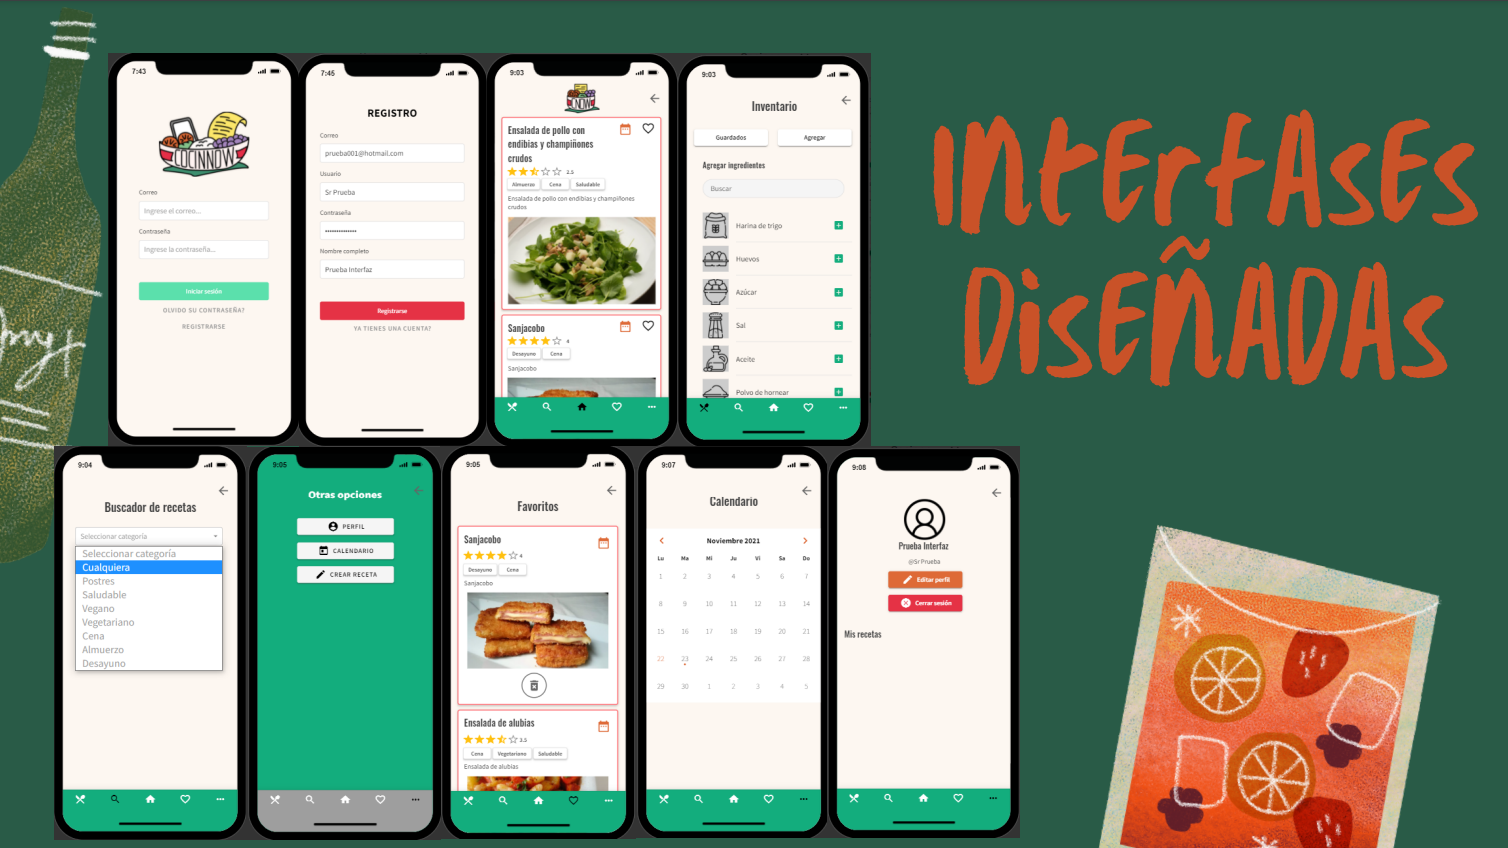 INtErfAsEs
DisEÑADAs
7:43
COCINNOW
Correo
Ingrese el correo...
Contraseña
Ingrese la contraseña...
Iniciar sesión
OLVIDO SU CONTRASEÑA?
REGISTRARSE
7:45
REGISTRO
Correo
prueba001@hotmail.com
Usuario
Sr Prueba
Contraseña
••••••••••••••
Nombre completo
Prueba Interfaz
Registrarse
YA TIENES UNA CUENTA?
9:03
Ensalada de pollo con
endibias y champiñones
crudos
2.5
Almuerzo Cena Saludable
Ensalada de pollo con endibias y champiñones
crudos
Sanjacobo
4
Desayuno Cena
Sanjacobo
9:03
Inventario
Guardados Agregar
Agregar ingredientes
Buscar
Harina de trigo
Huevos
Azúcar
Sal
Aceite
Polvo de hornear
9:04
Buscador de recetas
Seleccionar categoría
Seleccionar categoría
Cualquiera
Postres
Saludable
Vegano
Vegetariano
Cena
Almuerzo
Desayuno
9:05
Otras opciones
PERFIL
CALENDARIO
CREAR RECETA
9:05
Favoritos
Sanjacobo
4
Desayuno Cena
Sanjacobo
Ensalada de alubias
3.5
Cena Vegetariano Saludable
Ensalada de alubias
9:07
Calendario
Noviembre 2021
Lu Ma Mi Ju Vi Sa Do
1 2 3 4 5 6 7
8 9 10 11 12 13 14
15 16 17 18 19 20 21
22 23 24 25 26 27 28
29 30 1 2 3 4 5
9:08
Prueba Interfaz
@Sr Prueba
Editar perfil
Cerrar sesión
Mis recetas